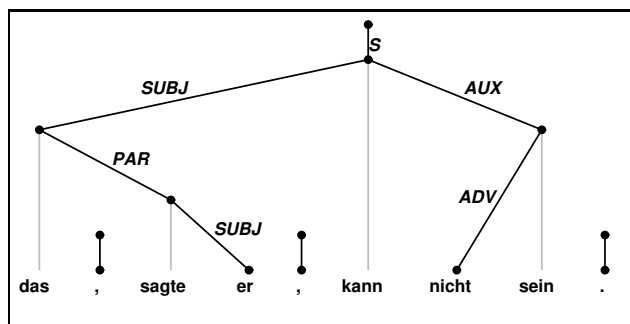 S
SUBJ AUX
PAR
SUBJ ADV
das , sagte er , kann nicht sein .